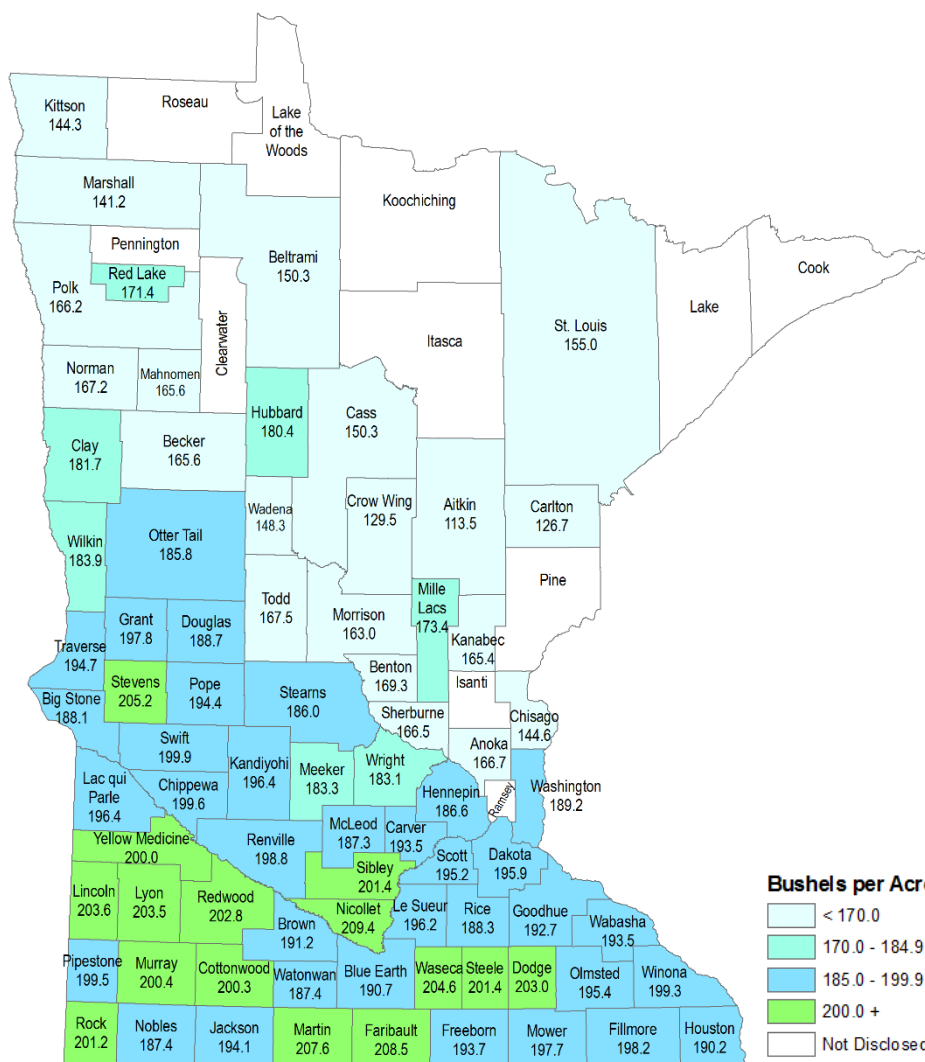 Kittson
144.3
Roseau
Lake
of the
Woods
Marshall
141.2
Koochiching
Pennington
Beltrami
150.3
Cook
Red Lake
171.4
Polk
166.2
Lake
St. Louis
155.0
Clearwater
Itasca
Norman
167.2
Mahnomen
165.6
Hubbard
180.4
Cass
150.3
Clay
181.7
Becker
165.6
Wadena
148.3
Crow Wing
129.5
Aitkin
113.5
Carlton
126.7
Wilkin
183.9
Otter Tail
185.8
Pine
Mille
Lacs
173.4
Todd
167.5
Morrison
163.0
Grant
197.8
Douglas
188.7
Kanabec
165.4
Traverse
194.7
Benton
169.3
Isanti
Stevens
205.2
Pope
194.4
Stearns
186.0
Big Stone
188.1
Sherburne
166.5
Chisago
144.6
Swift
199.9
Anoka
166.7
Kandiyohi
196.4
Meeker
183.3
Wright
183.1
Washington
189.2
Lac qui
Parle
196.4
Chippewa
199.6
Hennepin
186.6
Ramsey
McLeod
187.3
Carver
193.5
Yellow Medicine
200.0
Renville
198.8
Scott
195.2
Dakota
195.9
Sibley
201.4
Lincoln
203.6
Lyon
203.5
Redwood
202.8
Nicollet
209.4
Le Sueur
196.2
Rice
188.3
Goodhue
192.7
Wabasha
193.5
Brown
191.2
Pipestone
199.5
Murray
200.4
Cottonwood
200.3
Watonwan
187.4
Blue Earth
190.7
Waseca
204.6
Steele
201.4
Dodge
203.0
Olmsted
195.4
Winona
199.3
Rock
201.2
Nobles
187.4
Jackson
194.1
Martin
207.6
Faribault
208.5
Freeborn
193.7
Mower
197.7
Fillmore
198.2
Houston
190.2
Bushels per Acre
< 170.0
170.0 - 184.9
185.0 - 199.9
200.0 +
Not Disclosed